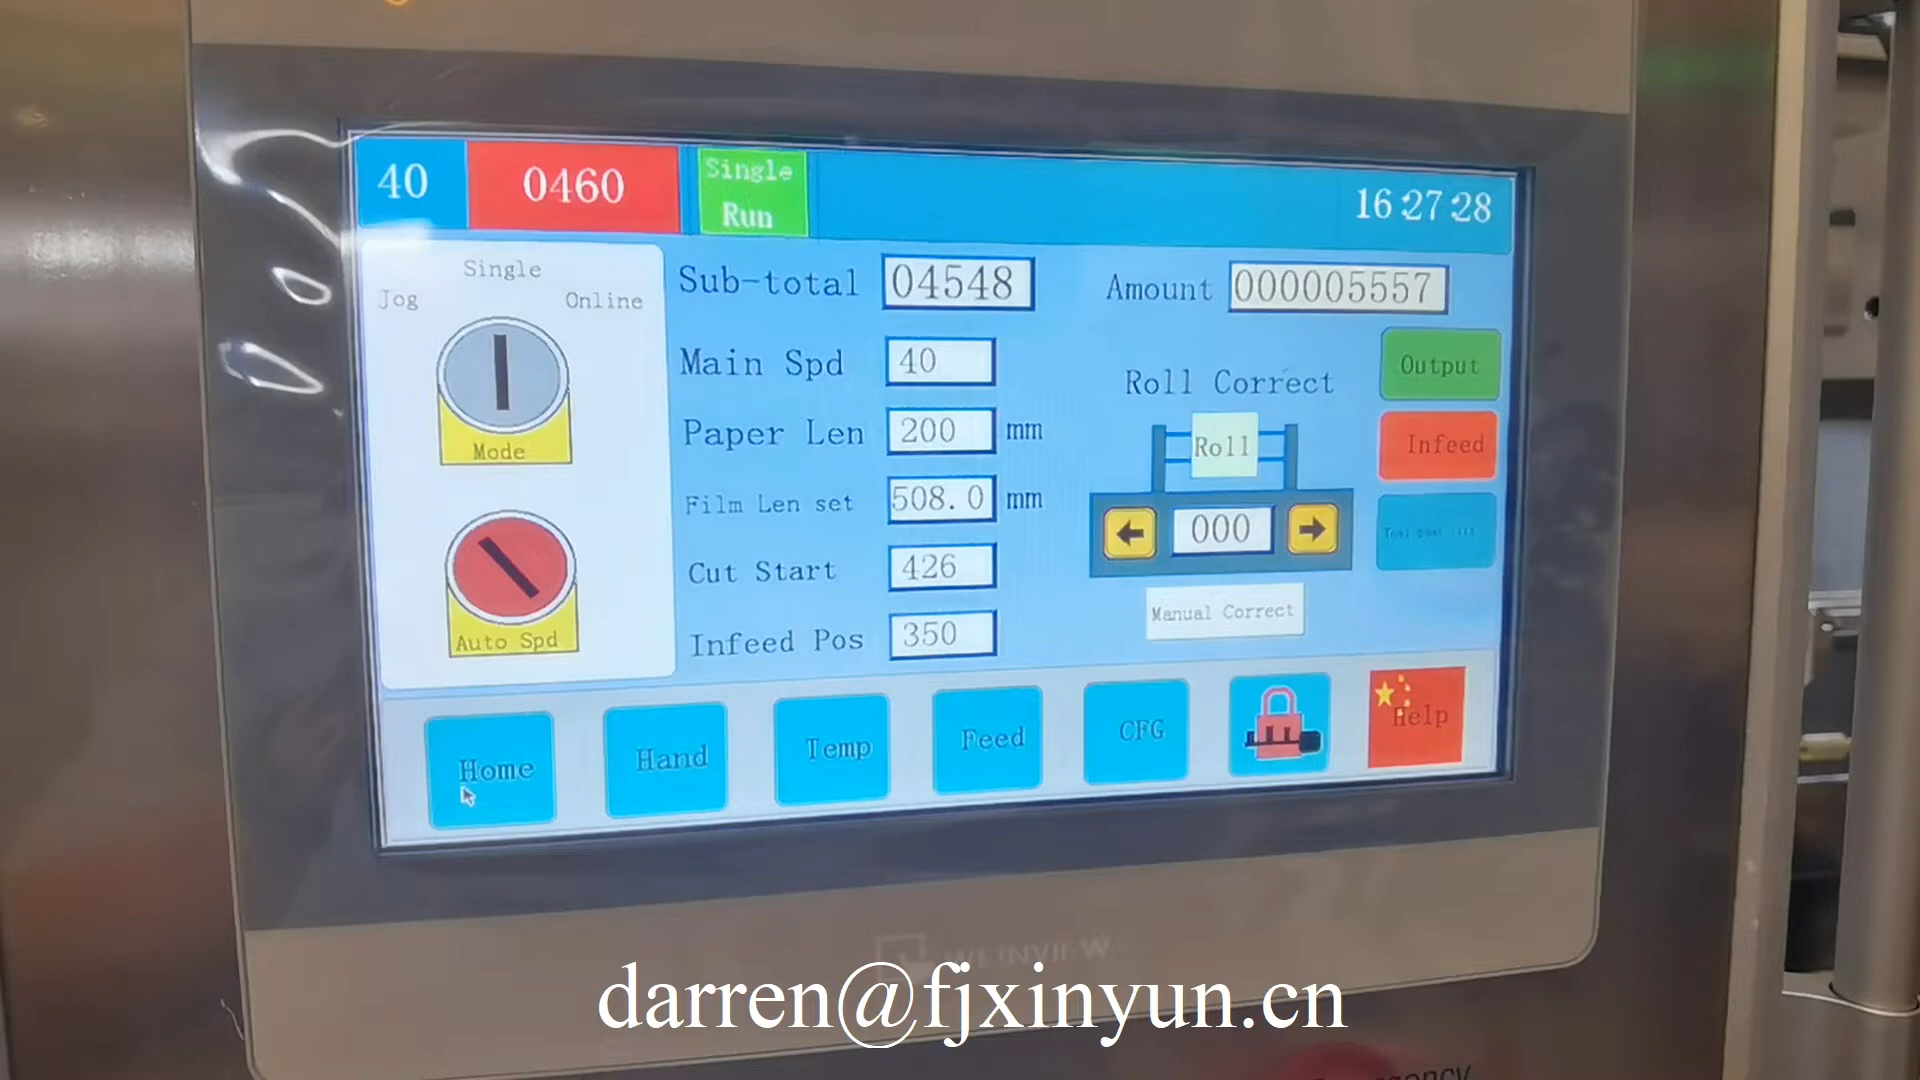 40
0460
Single
Run
16:27:28
Single
Jog
Online
Mode
Auto Spd
Sub-total 04548
Amount 000005557
Main Spd 40
Paper Len 200 mm
Film Len set 508.0 mm
Cut Start 426
Infeed Pos 350
Roll Correct
Roll
000
Manual Correct
Output
Infeed
Home
Hand
Temp
Feed
CFG
Help
WEINVIEW
darren@fjxinyun.cn